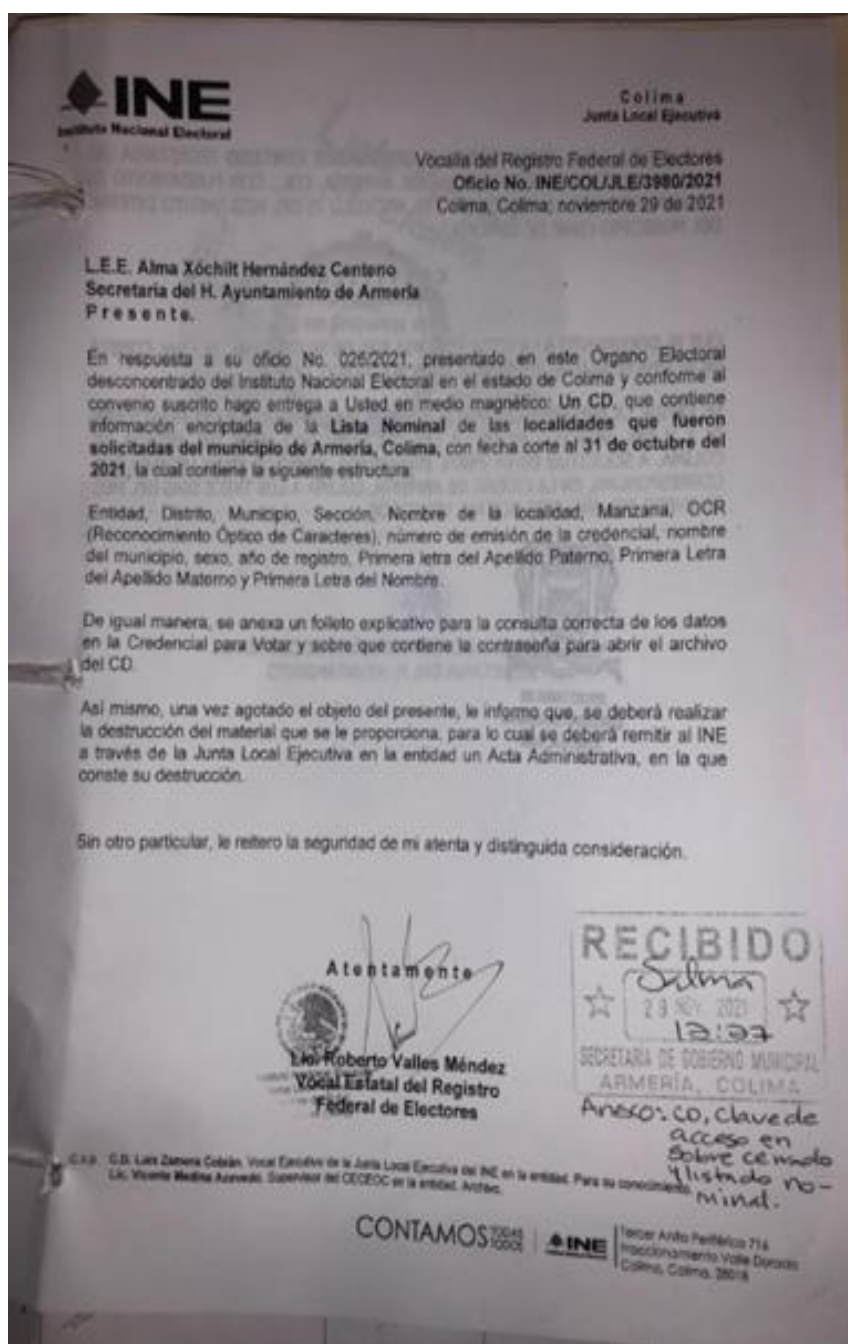 INE
Instituto Nacional Electoral
Colima
Junta Local Ejecutiva
Vocalía del Registro Federal de Electores
Oficio No. INE/COL/JLE/3980/2021
Colima, Colima; noviembre 29 de 2021
L.E.E. Alma Xóchilt Hernández Centeno
Secretaria del H. Ayuntamiento de Armería
Presente.
En respuesta a su oficio No. 026/2021, presentado en este Órgano Electoral
desconcentrado del Instituto Nacional Electoral en el estado de Colima y conforme al
convenio suscrito hago entrega a Usted en medio magnético: Un CD, que contiene
información encriptada de la Lista Nominal de las localidades que fueron
solicitadas del municipio de Armería, Colima, con fecha corte al 31 de octubre del
2021, la cual contiene la siguiente estructura:
Entidad, Distrito, Municipio, Sección, Nombre de la localidad, Manzana, OCR
(Reconocimiento Óptico de Caracteres), número de emisión de la credencial, nombre
del municipio, sexo, año de registro, Primera letra del Apellido Paterno, Primera Letra
del Apellido Materno y Primera Letra del Nombre.
De igual manera, se anexa un folleto explicativo para la consulta correcta de los datos
en la Credencial para Votar y sobre que contiene la contraseña para abrir el archivo
del CD.
Así mismo, una vez agotado el objeto del presente, le informo que, se deberá realizar
la destrucción del material que se le proporciona, para lo cual se deberá remitir al INE
a través de la Junta Local Ejecutiva en la entidad un Acta Administrativa, en la que
conste su destrucción.
Sin otro particular, le reitero la seguridad de mi atenta y distinguida consideración.
Atentamente
Lic. Roberto Valles Méndez
Vocal Estatal del Registro
Federal de Electores
RECIBIDO
Salma
29 NOV. 2021
12:27
SECRETARIA DE GOBIERNO MUNICIPAL
ARMERÍA, COLIMA
Anexo: CD, clave de
acceso en
sobre cerrado
y listado no-
minal.
C.c.p. C.D. Luis Zamora Cobián. Vocal Ejecutivo de la Junta Local Ejecutiva del INE en la entidad. Para su conocimiento.
Lic. Vicente Medina Acevedo. Supervisor del CECEOC en la entidad. Archivo.
CONTAMOS TODAS TODOS
INE
Tercer Anillo Periférico 714
Fraccionamiento Valle Dorado
Colima, Colima, 28018